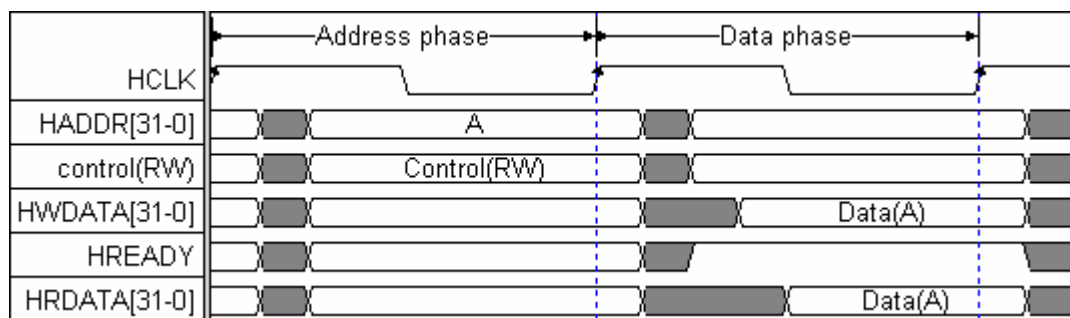 Address phase Data phase
HCLK
HADDR[31-0] A
control(RW) Control(RW)
HWDATA[31-0] Data(A)
HREADY
HRDATA[31-0] Data(A)